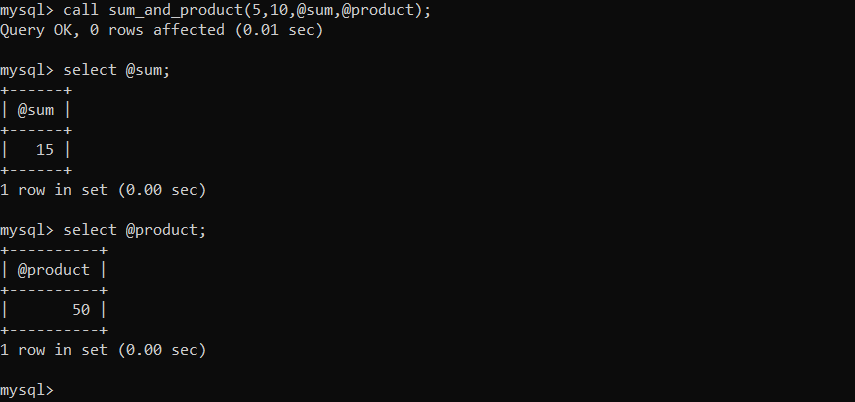 mysql> call sum_and_product(5,10,@sum,@product);
Query OK, 0 rows affected (0.01 sec)
mysql> select @sum;
+------+
| @sum |
+------+
|   15 |
+------+
1 row in set (0.00 sec)
mysql> select @product;
+----------+
| @product |
+----------+
|       50 |
+----------+
1 row in set (0.00 sec)
mysql>